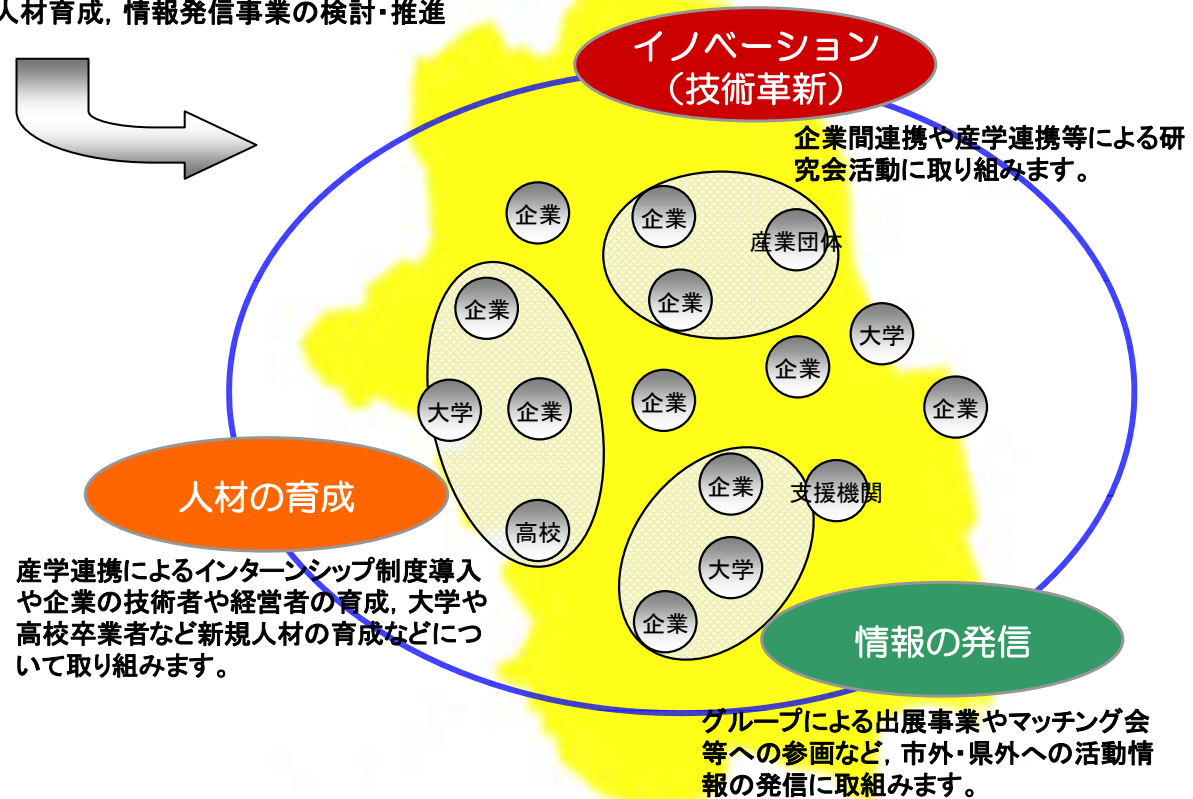 人材育成，情報発信事業の検討・推進
イノベーション
（技術革新）
企業間連携や産学連携等による研
究会活動に取り組みます。
企業
企業
産業団体
企業
企業
大学
企業
大学
企業
企業
企業
高校
企業
支援機関
大学
企業
人材の育成
産学連携によるインターンシップ制度導入
や企業の技術者や経営者の育成，大学や
高校卒業者など新規人材の育成などにつ
いて取り組みます。
情報の発信
グループによる出展事業やマッチング会
等への参画など，市外・県外への活動情
報の発信に取組みます。